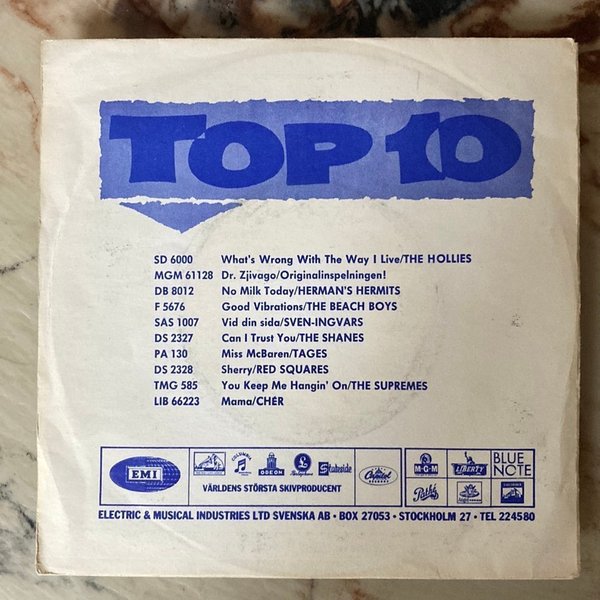 TOP 10
SD 6000 What's Wrong With The Way I Live/THE HOLLIES
MGM 61128 Dr. Zjivago/Originalinspelningen!
DB 8012 No Milk Today/HERMAN'S HERMITS
F 5676 Good Vibrations/THE BEACH BOYS
SAS 1007 Vid din sida/SVEN-INGVARS
DS 2327 Can I Trust You/THE SHANES
PA 130 Miss McBaren/TAGES
DS 2328 Sherry/RED SQUARES
TMG 585 You Keep Me Hangin' On/THE SUPREMES
LIB 66223 Mama/CHÉR
EMI
COLUMBIA
ODEON
Parlophone
Stateside
Capitol
M-G-M
LIBERTY
BLUE NOTE
Pathé
VÄRLDENS STÖRSTA SKIVPRODUCENT
ELECTRIC & MUSICAL INDUSTRIES LTD SVENSKA AB • BOX 27053 • STOCKHOLM 27 • TEL 224580